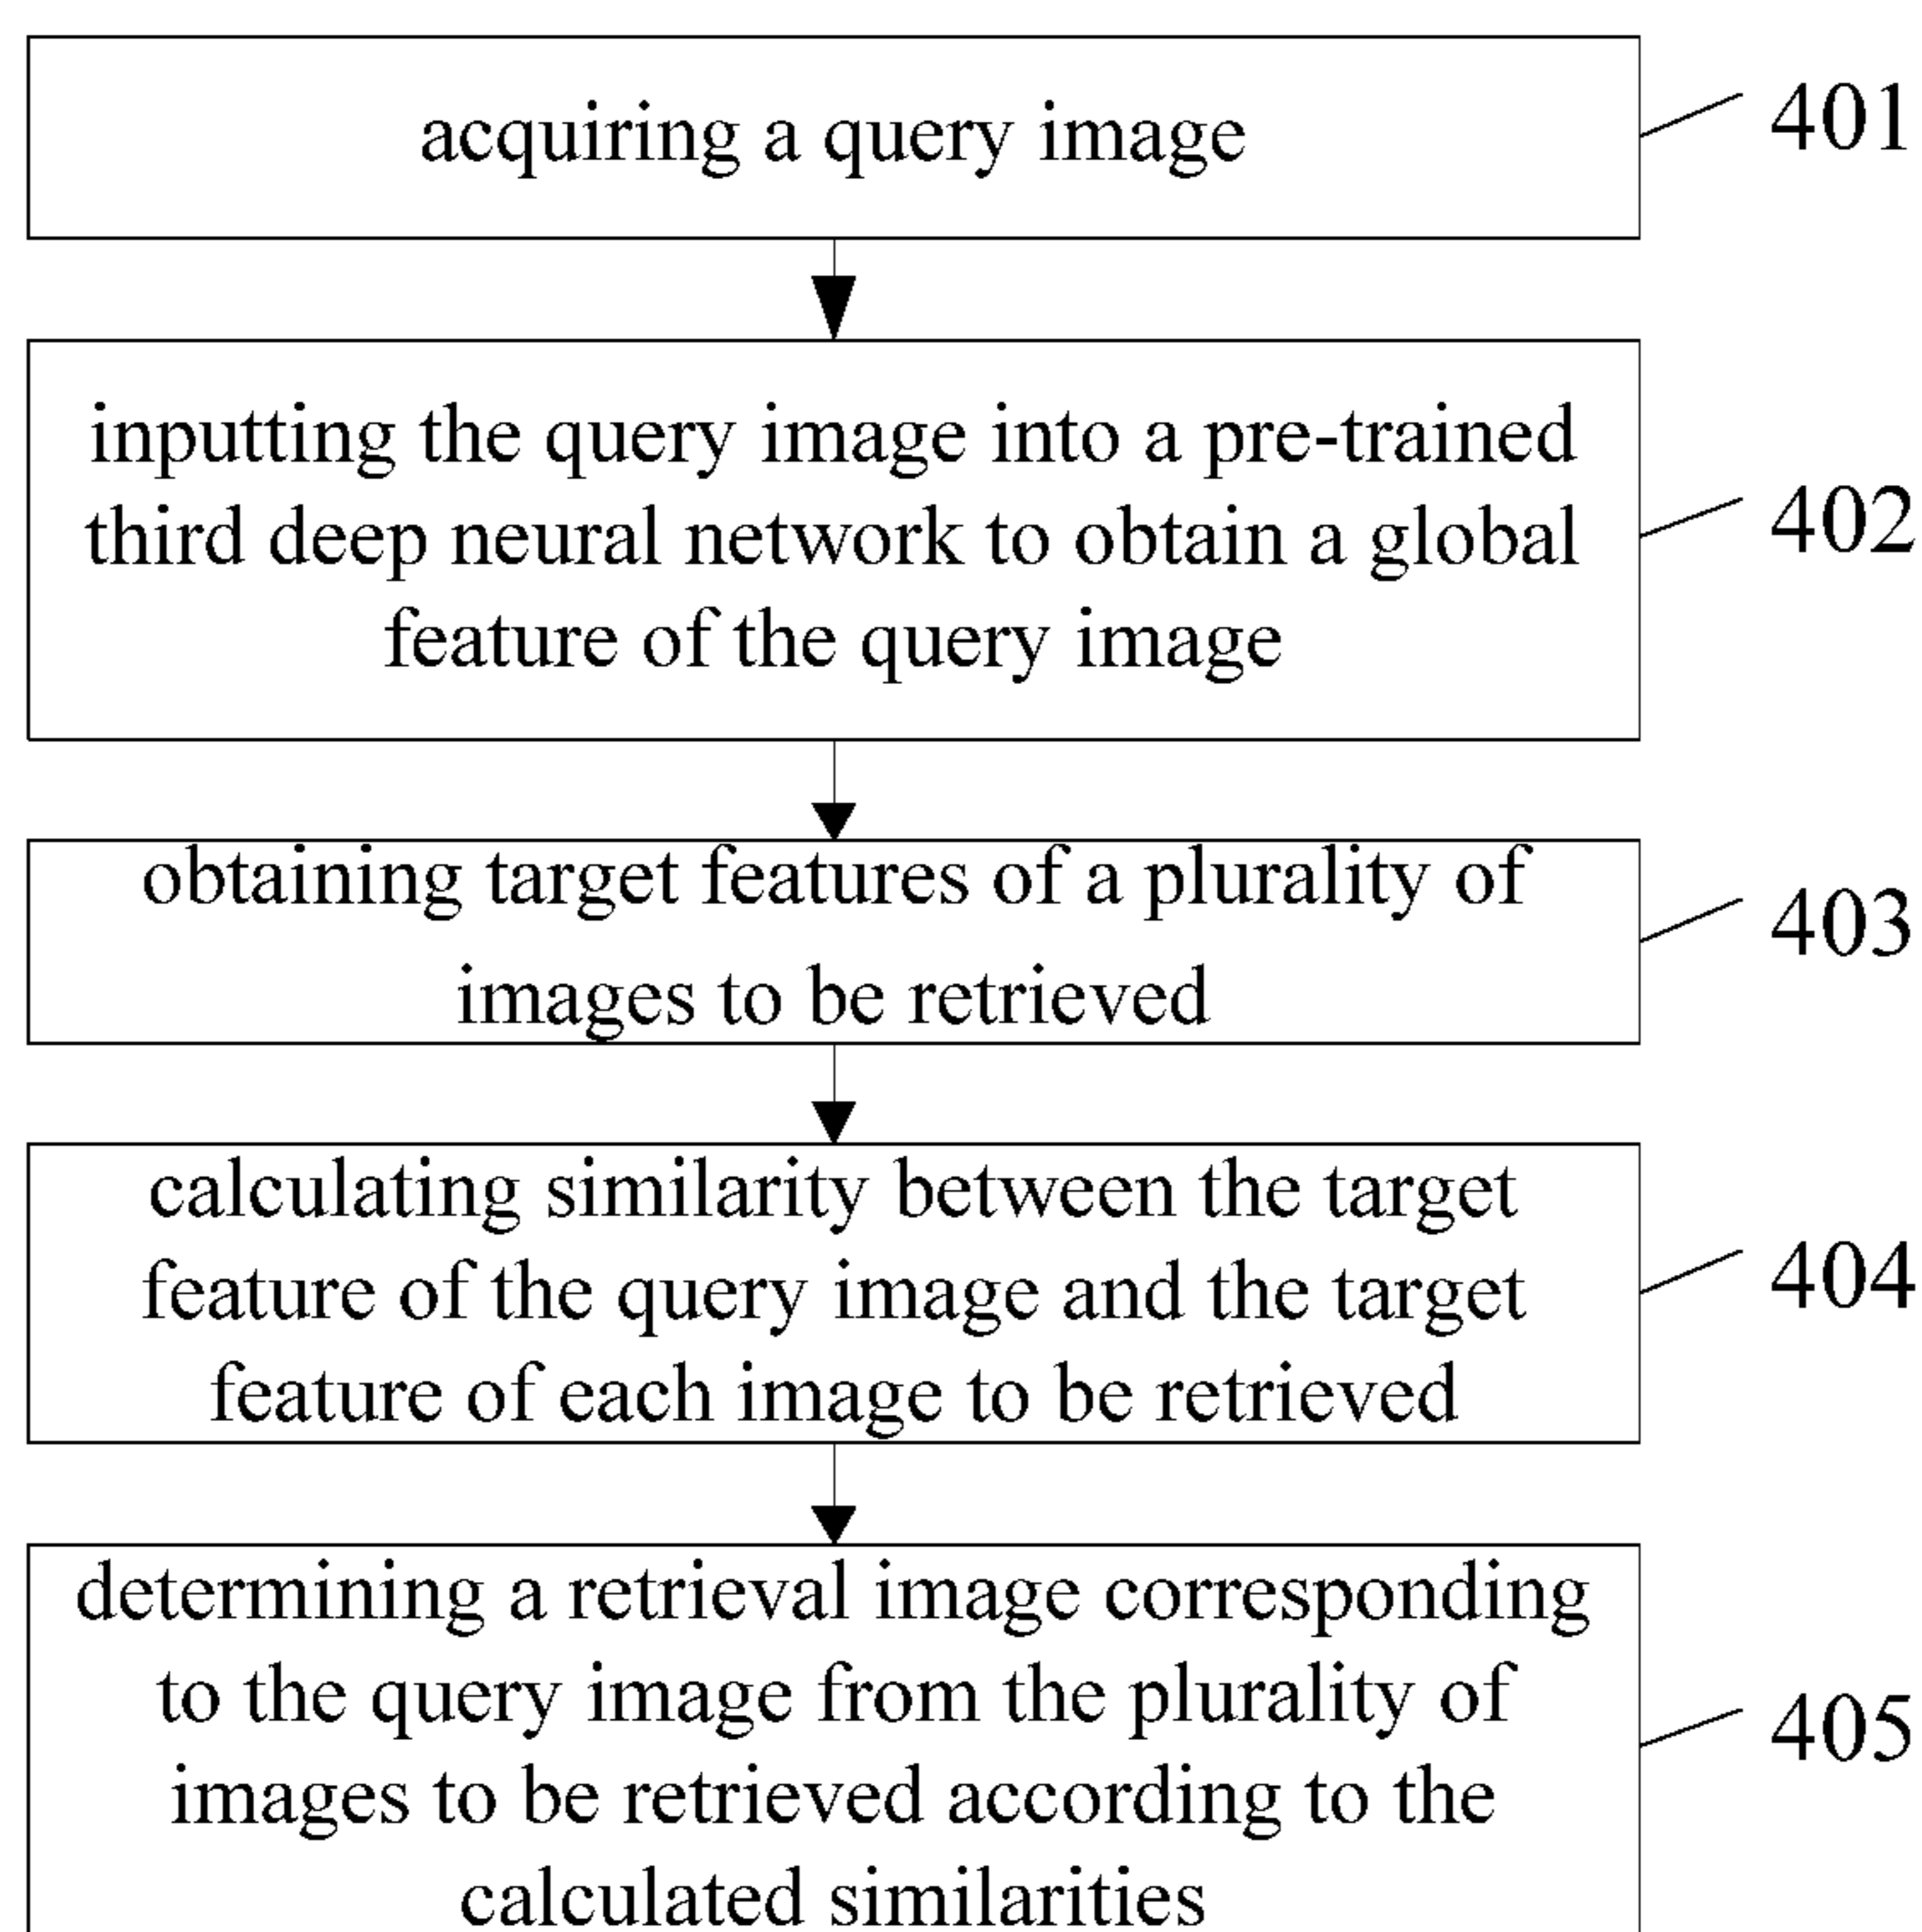 acquiring a query image
401
inputting the query image into a pre-trained
third deep neural network to obtain a global
feature of the query image
402
obtaining target features of a plurality of
images to be retrieved
403
calculating similarity between the target
feature of the query image and the target
feature of each image to be retrieved
404
determining a retrieval image corresponding
to the query image from the plurality of
images to be retrieved according to the
calculated similarities
405